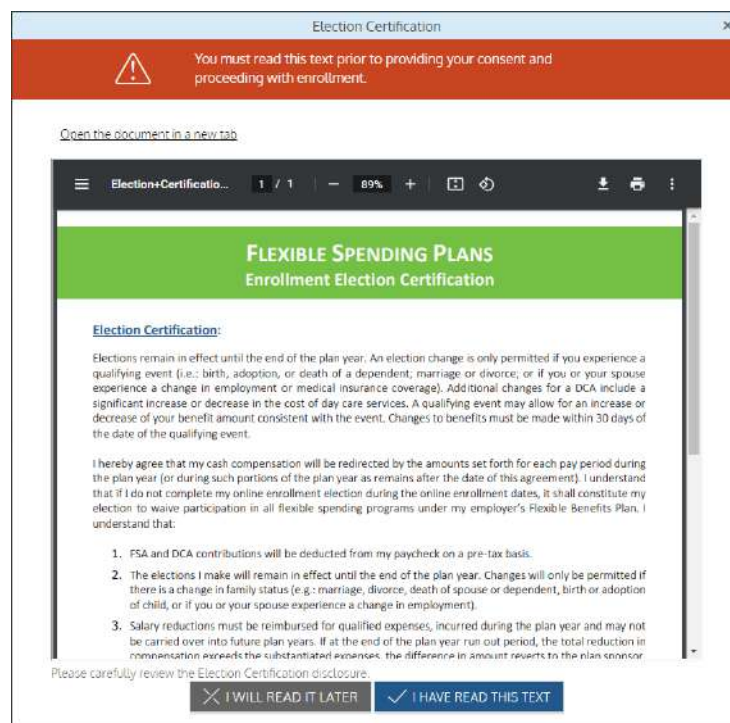 Election Certification
You must read this text prior to providing your consent and
proceeding with enrollment.
Open the document in a new tab
Election+Certificatio... 1 / 1 89%
FLEXIBLE SPENDING PLANS
Enrollment Election Certification
Election Certification:
Elections remain in effect until the end of the plan year. An election change is only permitted if you experience a
qualifying event (i.e.: birth, adoption, or death of a dependent; marriage or divorce; or if you or your spouse
experience a change in employment or medical insurance coverage). Additional changes for a DCA include a
significant increase or decrease in the cost of day care services. A qualifying event may allow for an increase or
decrease of your benefit amount consistent with the event. Changes to benefits must be made within 30 days of
the date of the qualifying event.
I hereby agree that my cash compensation will be redirected by the amounts set forth for each pay period during
the plan year (or during such portions of the plan year as remains after the date of this agreement). I understand
that if I do not complete my online enrollment election during the online enrollment dates, it shall constitute my
election to waive participation in all flexible spending programs under my employer's Flexible Benefits Plan. I
understand that:
1. FSA and DCA contributions will be deducted from my paycheck on a pre-tax basis.
2. The elections I make will remain in effect until the end of the plan year. Changes will only be permitted if
there is a change in family status (e.g.: marriage, divorce, death of spouse or dependent, birth or adoption
of child, or if you or your spouse experience a change in employment).
3. Salary reductions must be reimbursed for qualified expenses, incurred during the plan year and may not
be carried over into future plan years. If at the end of the plan year run out period, the total reduction in
compensation exceeds the substantiated expenses, the difference in amount reverts to the plan sponsor.
Please carefully review the Election Certification disclosure.
I WILL READ IT LATER
I HAVE READ THIS TEXT